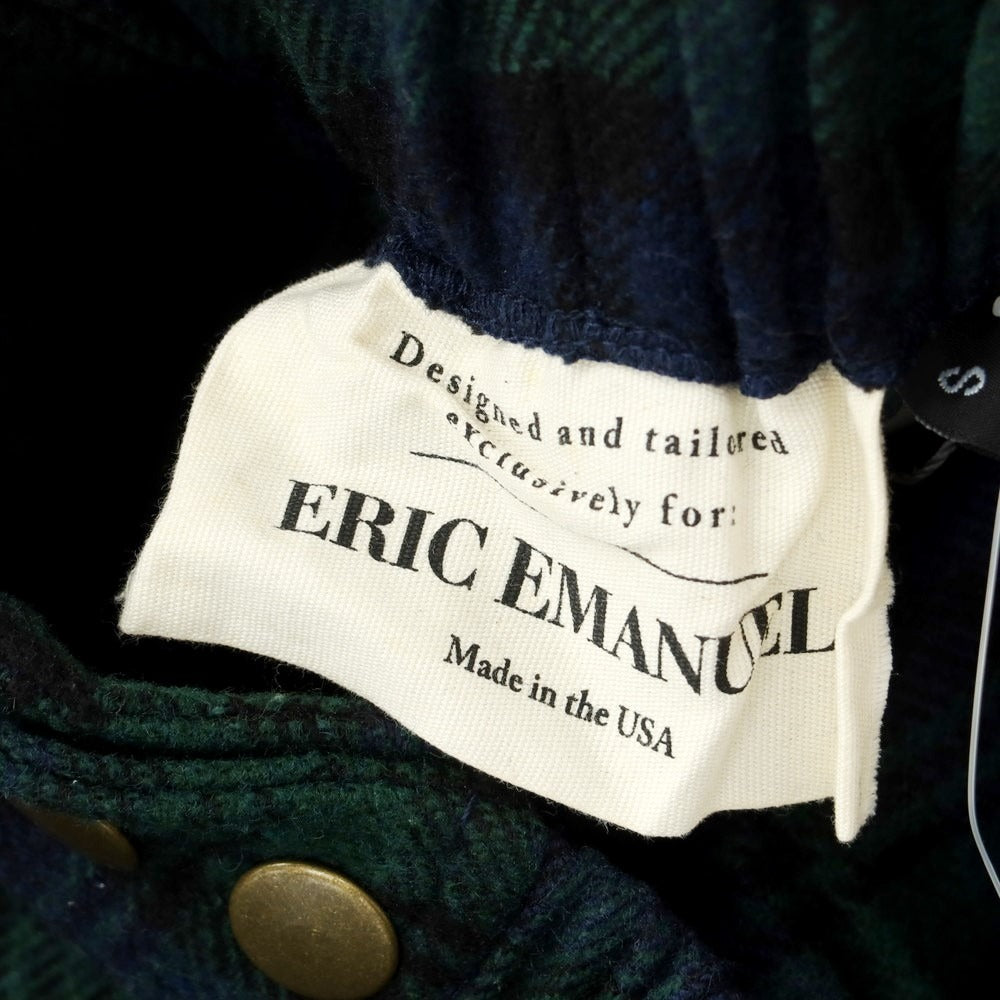 Designed and tailored
exclusively for:
ERIC EMANUEL
Made in the USA
S